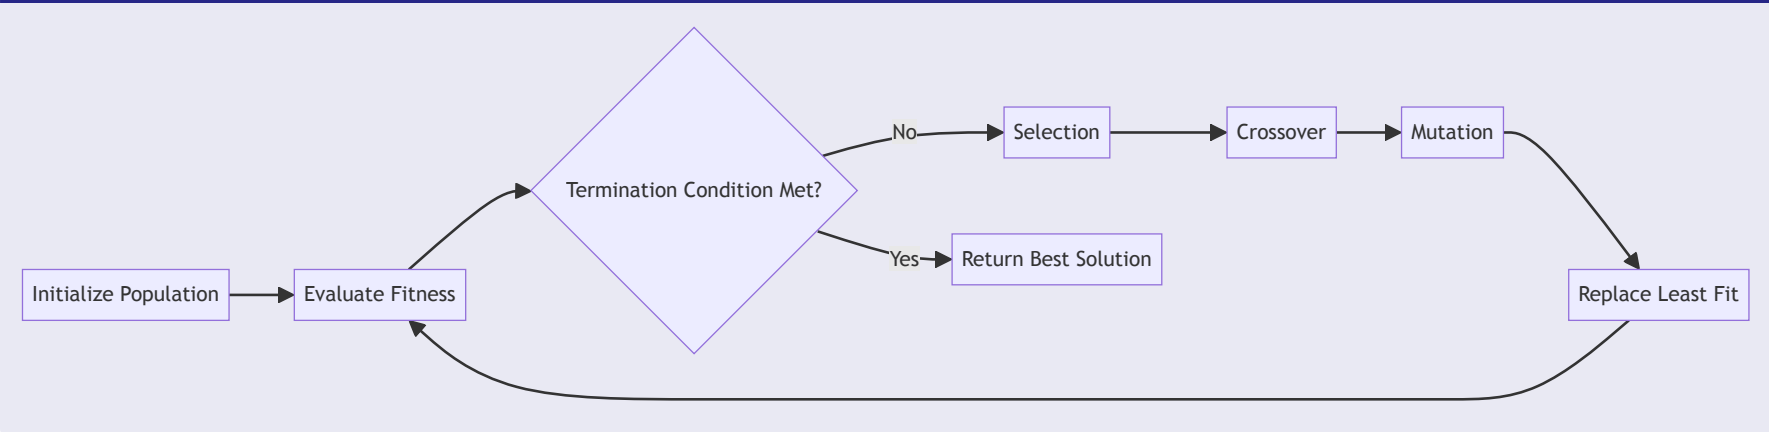 Initialize Population
Evaluate Fitness
Termination Condition Met?
No
Selection
Crossover
Mutation
Yes
Return Best Solution
Replace Least Fit